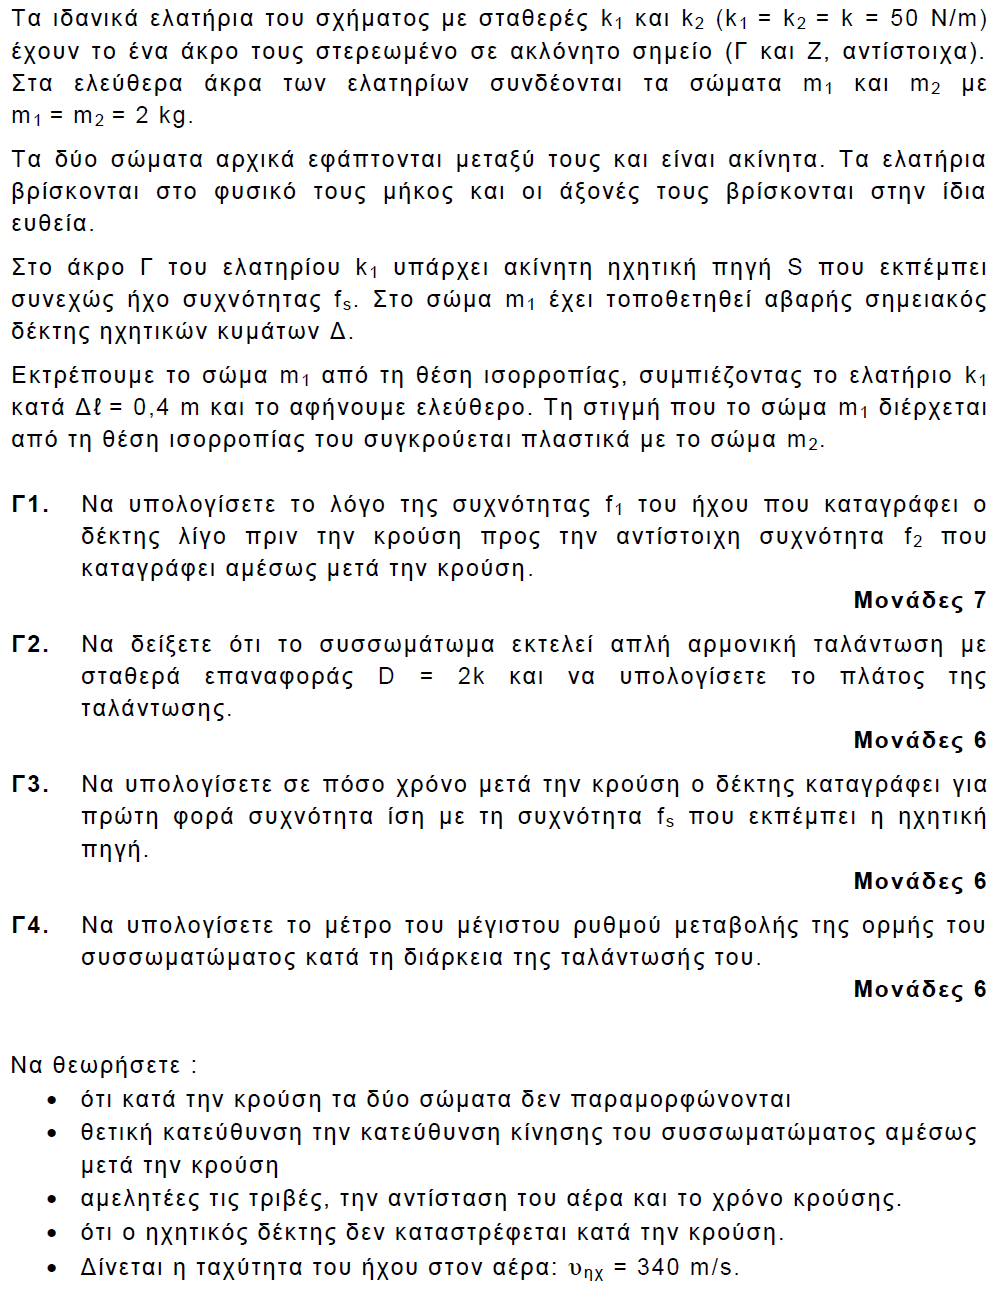 Τα ιδανικά ελατήρια του σχήματος με σταθερές k₁ και k₂ (k₁ = k₂ = k = 50 N/m)
έχουν το ένα άκρο τους στερεωμένο σε ακλόνητο σημείο (Γ και Ζ, αντίστοιχα).
Στα ελεύθερα άκρα των ελατηρίων συνδέονται τα σώματα m₁ και m₂ με
m₁ = m₂ = 2 kg.
Τα δύο σώματα αρχικά εφάπτονται μεταξύ τους και είναι ακίνητα. Τα ελατήρια
βρίσκονται στο φυσικό τους μήκος και οι άξονές τους βρίσκονται στην ίδια
ευθεία.
Στο άκρο Γ του ελατηρίου k₁ υπάρχει ακίνητη ηχητική πηγή S που εκπέμπει
συνεχώς ήχο συχνότητας fₛ. Στο σώμα m₁ έχει τοποθετηθεί αβαρής σημειακός
δέκτης ηχητικών κυμάτων Δ.
Εκτρέπουμε το σώμα m₁ από τη θέση ισορροπίας, συμπιέζοντας το ελατήριο k₁
κατά Δℓ = 0,4 m και το αφήνουμε ελεύθερο. Τη στιγμή που το σώμα m₁ διέρχεται
από τη θέση ισορροπίας του συγκρούεται πλαστικά με το σώμα m₂.
Γ1. Να υπολογίσετε το λόγο της συχνότητας f₁ του ήχου που καταγράφει ο
δέκτης λίγο πριν την κρούση προς την αντίστοιχη συχνότητα f₂ που
καταγράφει αμέσως μετά την κρούση.
Μονάδες 7
Γ2. Να δείξετε ότι το συσσωμάτωμα εκτελεί απλή αρμονική ταλάντωση με
σταθερά επαναφοράς D = 2k και να υπολογίσετε το πλάτος της
ταλάντωσης.
Μονάδες 6
Γ3. Να υπολογίσετε σε πόσο χρόνο μετά την κρούση ο δέκτης καταγράφει για
πρώτη φορά συχνότητα ίση με τη συχνότητα fₛ που εκπέμπει η ηχητική
πηγή.
Μονάδες 6
Γ4. Να υπολογίσετε το μέτρο του μέγιστου ρυθμού μεταβολής της ορμής του
συσσωματώματος κατά τη διάρκεια της ταλάντωσής του.
Μονάδες 6
Να θεωρήσετε :
• ότι κατά την κρούση τα δύο σώματα δεν παραμορφώνονται
• θετική κατεύθυνση την κατεύθυνση κίνησης του συσσωματώματος αμέσως
μετά την κρούση
• αμελητέες τις τριβές, την αντίσταση του αέρα και το χρόνο κρούσης.
• ότι ο ηχητικός δέκτης δεν καταστρέφεται κατά την κρούση.
• Δίνεται η ταχύτητα του ήχου στον αέρα: υηχ = 340 m/s.